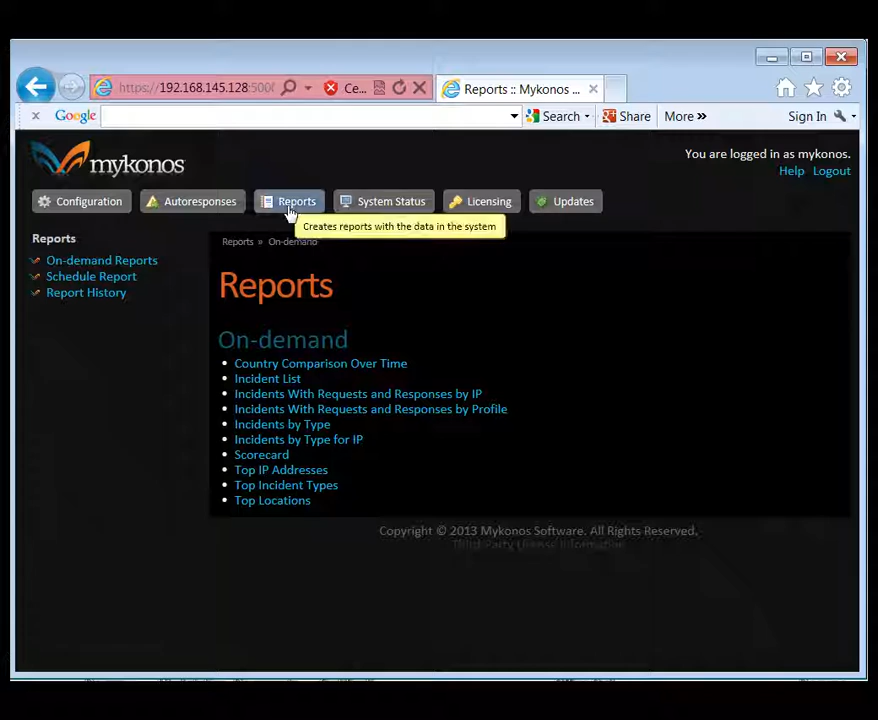 https://192.168.145.128:5000
Ce...
Reports :: Mykonos ...
Google
Search
Share
More »
Sign In
mykonos
You are logged in as mykonos.
Help Logout
Configuration
Autoresponses
Reports
System Status
Licensing
Updates
Creates reports with the data in the system
Reports
On-demand Reports
Schedule Report
Report History
Reports » On-demand
Reports
On-demand
Country Comparison Over Time
Incident List
Incidents With Requests and Responses by IP
Incidents With Requests and Responses by Profile
Incidents by Type
Incidents by Type for IP
Scorecard
Top IP Addresses
Top Incident Types
Top Locations
Copyright © 2013 Mykonos Software. All Rights Reserved.
Third Party License Information